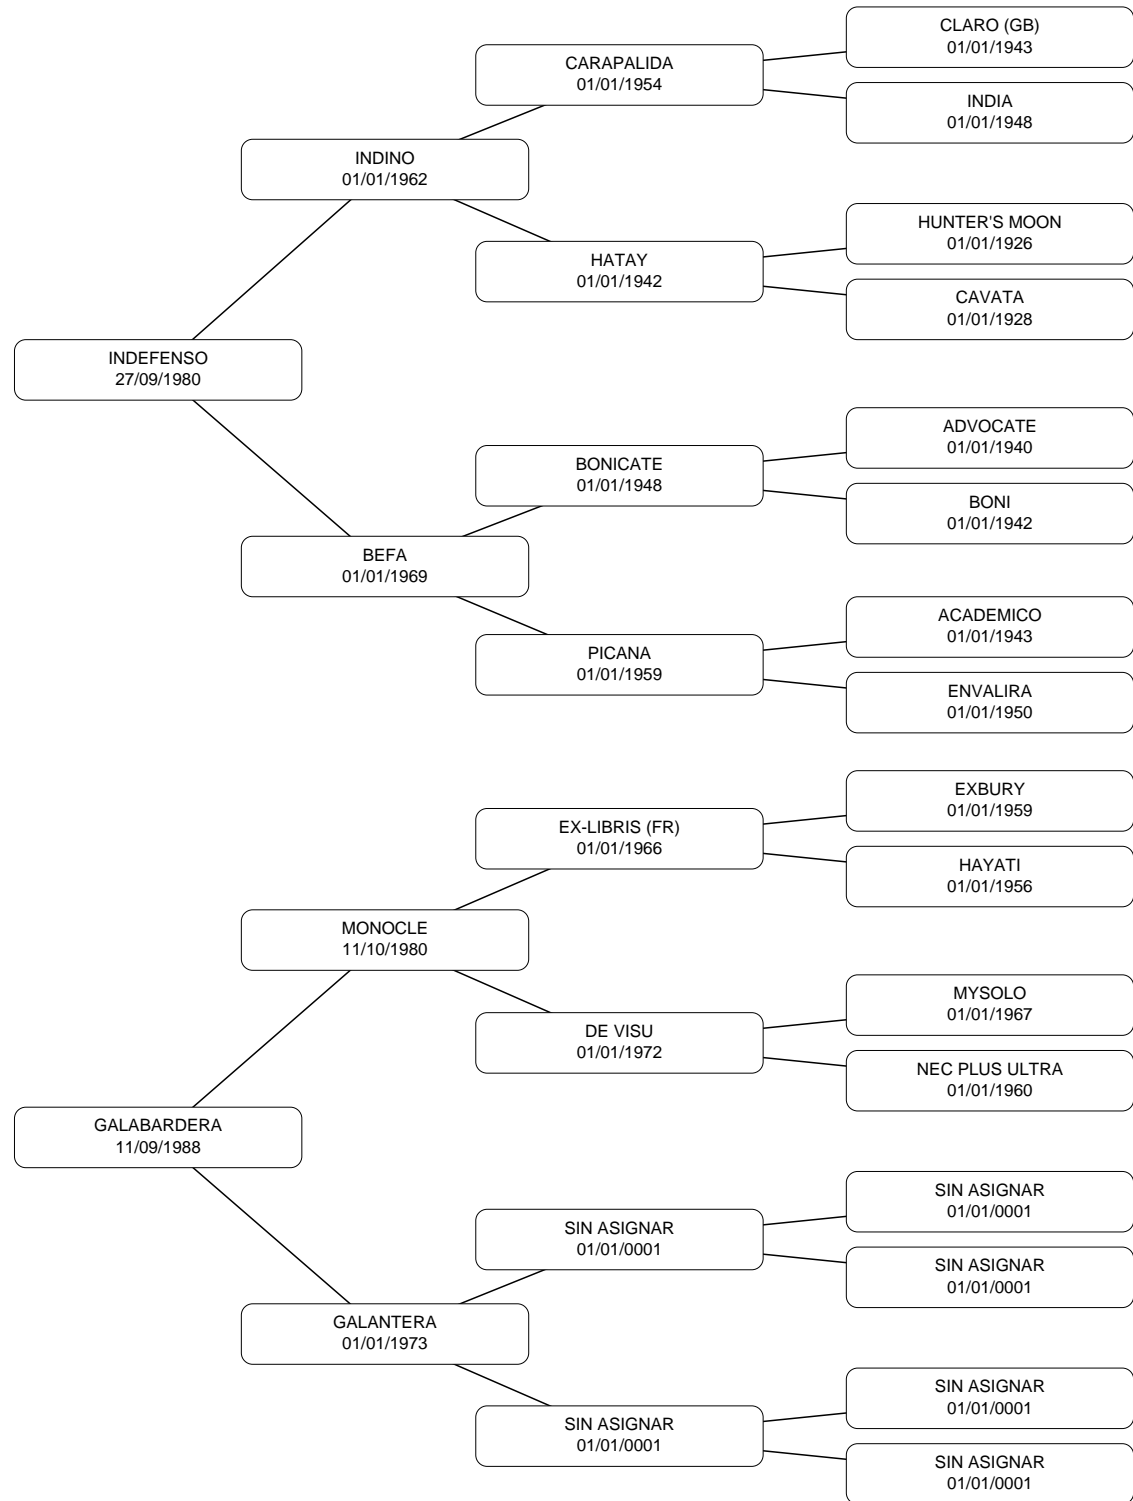 CLARO (GB)
01/01/1943
CARAPALIDA
01/01/1954
INDIA
01/01/1948
INDINO
01/01/1962
HUNTER'S MOON
01/01/1926
HATAY
01/01/1942
CAVATA
01/01/1928
INDEFENSO
27/09/1980
ADVOCATE
01/01/1940
BONICATE
01/01/1948
BONI
01/01/1942
BEFA
01/01/1969
ACADEMICO
01/01/1943
PICANA
01/01/1959
ENVALIRA
01/01/1950
EXBURY
01/01/1959
EX-LIBRIS (FR)
01/01/1966
HAYATI
01/01/1956
MONOCLE
11/10/1980
MYSOLO
01/01/1967
DE VISU
01/01/1972
NEC PLUS ULTRA
01/01/1960
GALABARDERA
11/09/1988
SIN ASIGNAR
01/01/0001
SIN ASIGNAR
01/01/0001
SIN ASIGNAR
01/01/0001
GALANTERA
01/01/1973
SIN ASIGNAR
01/01/0001
SIN ASIGNAR
01/01/0001
SIN ASIGNAR
01/01/0001